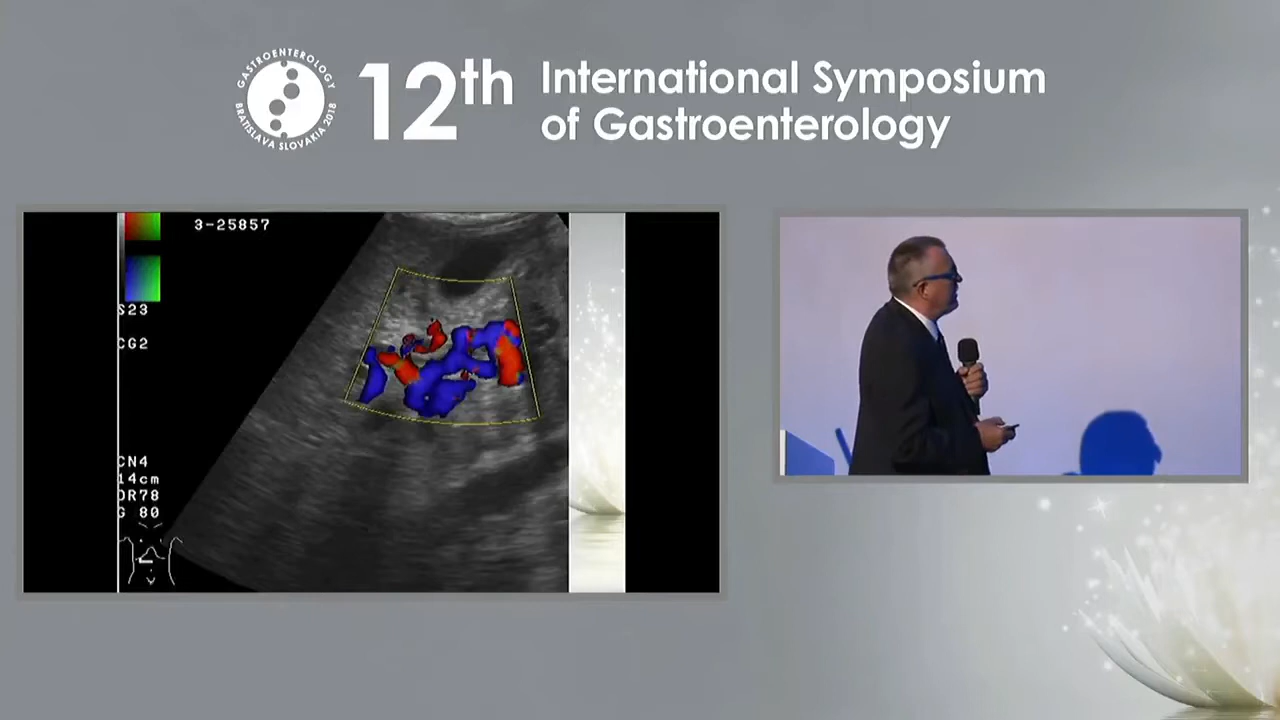 GASTROENTEROLOGY
BRATISLAVA SLOVAKIA 2018
12th
International Symposium
of Gastroenterology
3-25857
S23
CG2
CN4
14cm
DR78
G 80